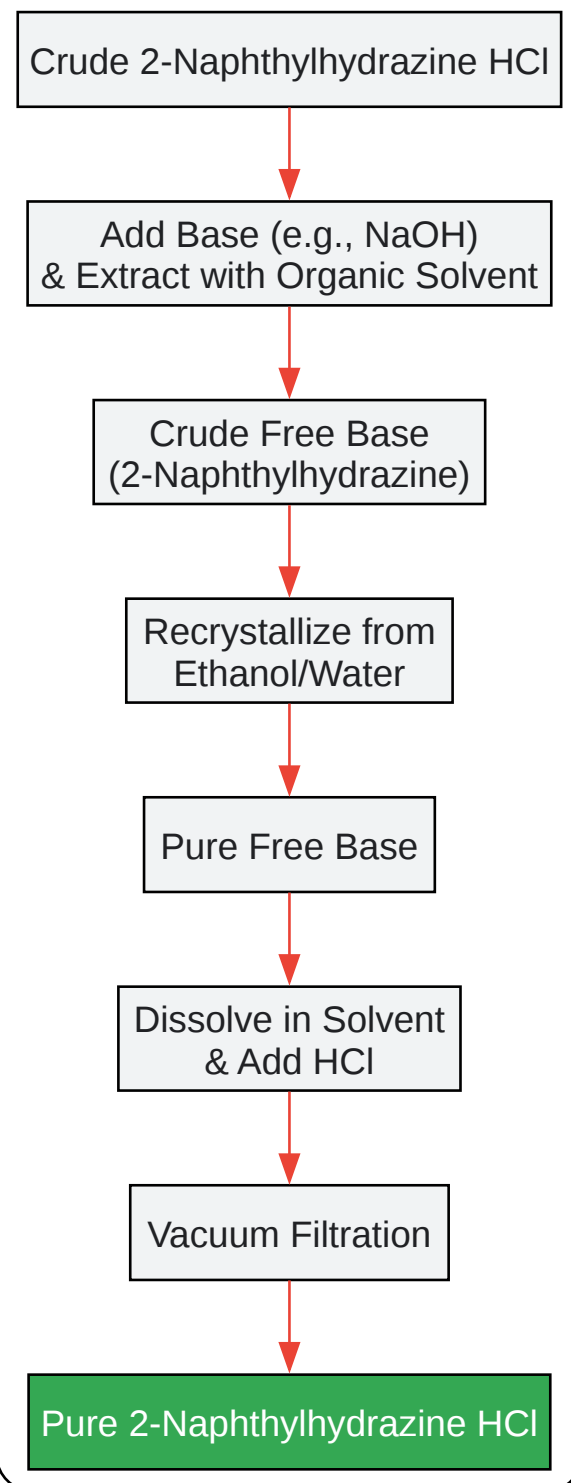 Crude 2-Naphthylhydrazine HCl
Add Base (e.g., NaOH)
& Extract with Organic Solvent
Crude Free Base
(2-Naphthylhydrazine)
Recrystallize from
Ethanol/Water
Pure Free Base
Dissolve in Solvent
& Add HCl
Vacuum Filtration
Pure 2-Naphthylhydrazine HCl